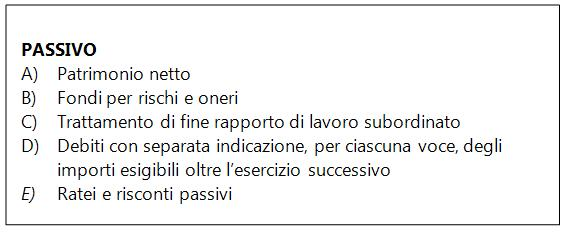 PASSIVO
A) Patrimonio netto
B) Fondi per rischi e oneri
C) Trattamento di fine rapporto di lavoro subordinato
D) Debiti con separata indicazione, per ciascuna voce, degli
importi esigibili oltre l'esercizio successivo
E) Ratei e risconti passivi